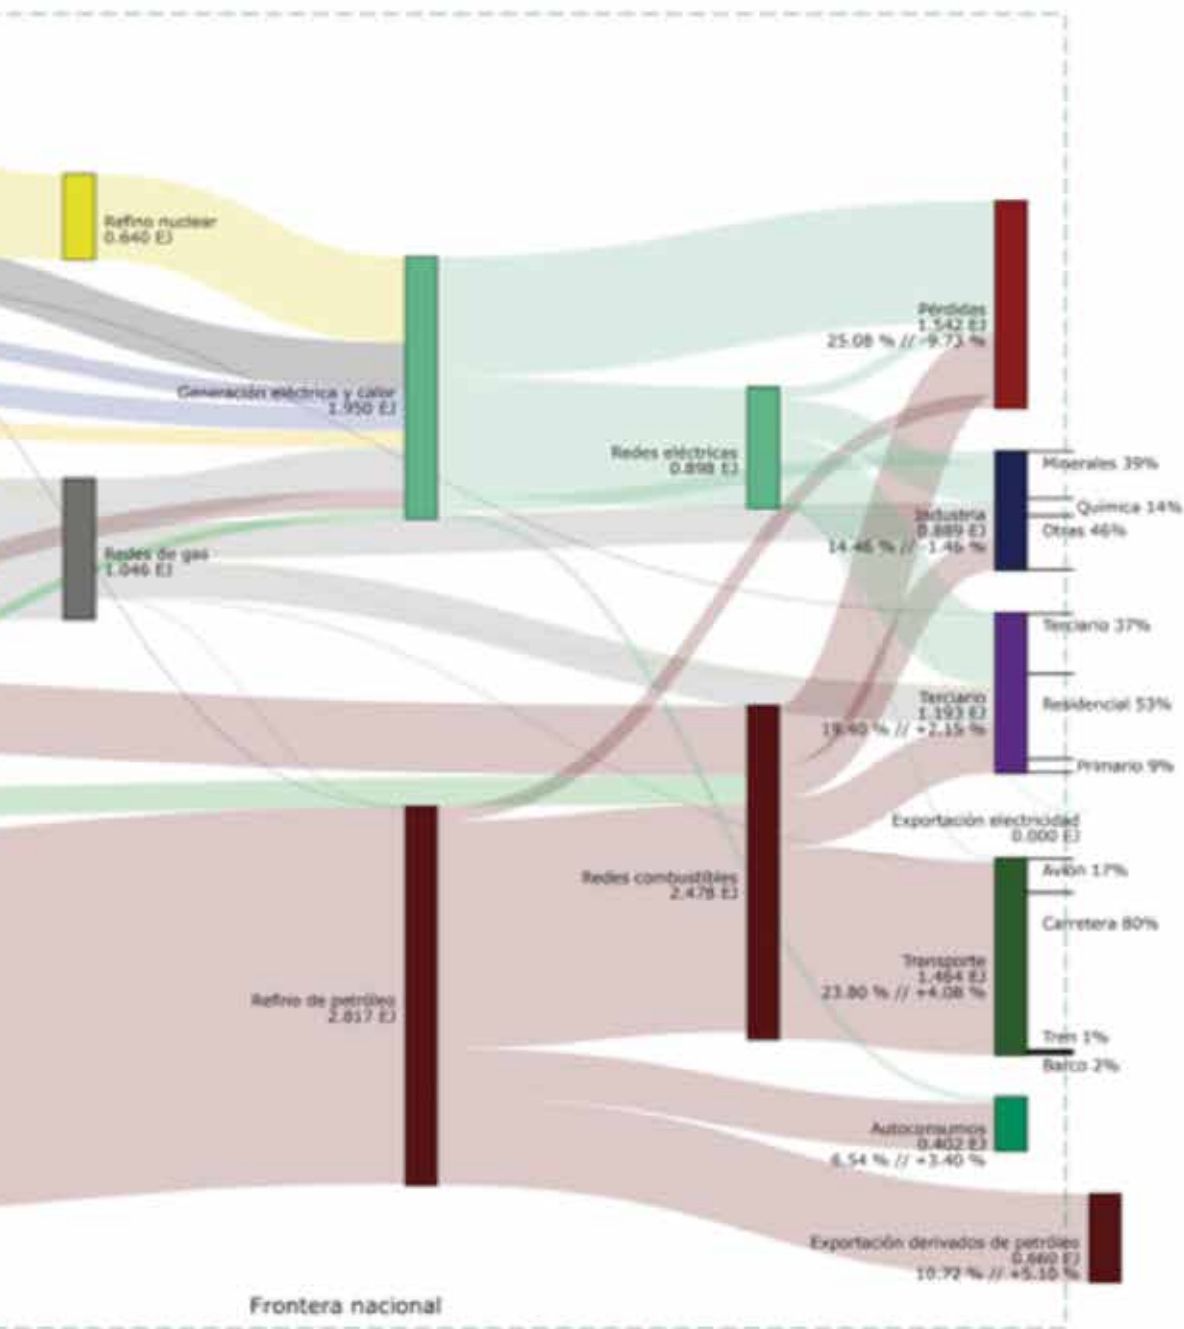 Refino nuclear
0.640 EJ
Pérdidas
1.542 EJ
25.08 % // -9.73 %
Generación eléctrica y calor
1.950 EJ
Redes eléctricas
0.898 EJ
Minerales 39%
Química 14%
Industria
0.889 EJ
14.46 % // -1.46 %
Otras 46%
Redes de gas
1.046 EJ
Terciario 37%
Terciario
1.193 EJ
19.40 % // +2.15 %
Residencial 53%
Primario 9%
Exportación electricidad
0.000 EJ
Avión 17%
Redes combustibles
2.478 EJ
Carretera 80%
Transporte
1.464 EJ
23.80 % // +4.08 %
Refino de petróleo
2.817 EJ
Tren 1%
Barco 2%
Autoconsumos
0.402 EJ
6.54 % // +3.40 %
Exportación derivados de petróleo
0.660 EJ
10.72 % // +5.10 %
Frontera nacional